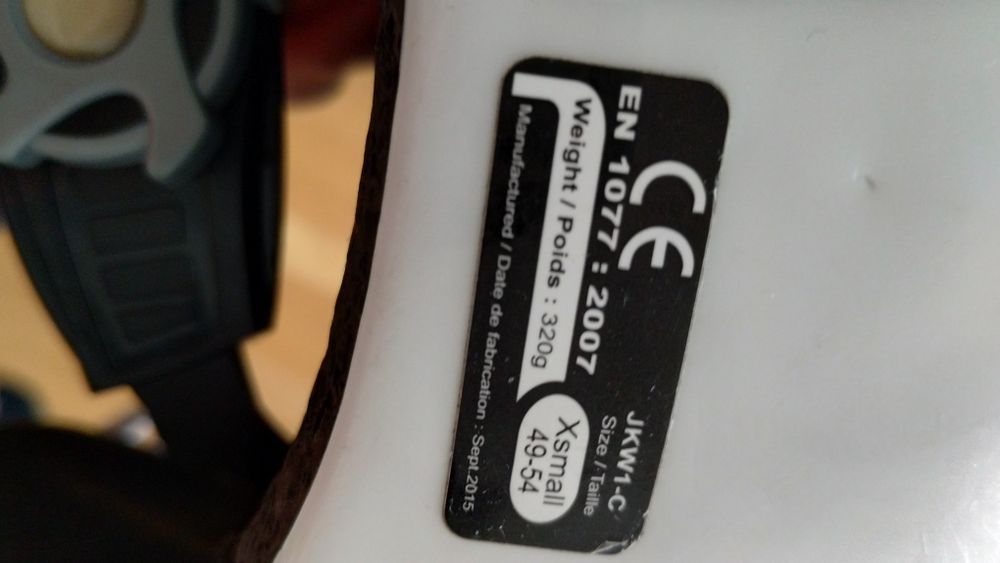 CE
EN 1077 : 2007
Weight / Poids : 320g
Manufactured / Date de fabrication : Sept.2015
JKW1-C
Size / Taille
Xsmall
49-54